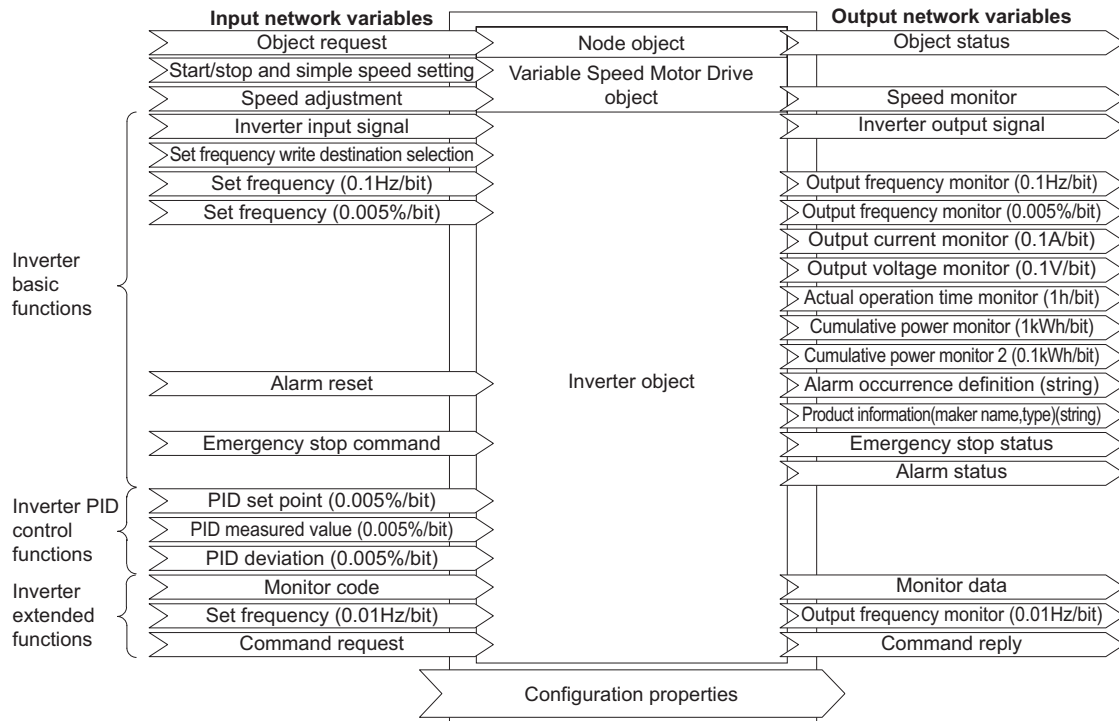 Input network variables
Output network variables
Object request
Node object
Object status
Start/stop and simple speed setting
Variable Speed Motor Drive
object
Speed adjustment
Speed monitor
Inverter input signal
Inverter output signal
Set frequency write destination selection
Set frequency (0.1Hz/bit)
Output frequency monitor (0.1Hz/bit)
Set frequency (0.005%/bit)
Output frequency monitor (0.005%/bit)
Output current monitor (0.1A/bit)
Inverter
basic
functions
Output voltage monitor (0.1V/bit)
Actual operation time monitor (1h/bit)
Cumulative power monitor (1kWh/bit)
Cumulative power monitor 2 (0.1kWh/bit)
Alarm reset
Inverter object
Alarm occurrence definition (string)
Product information(maker name,type)(string)
Emergency stop command
Emergency stop status
Alarm status
Inverter PID
control
functions
PID set point (0.005%/bit)
PID measured value (0.005%/bit)
PID deviation (0.005%/bit)
Inverter
extended
functions
Monitor code
Monitor data
Set frequency (0.01Hz/bit)
Output frequency monitor (0.01Hz/bit)
Command request
Command reply
Configuration properties